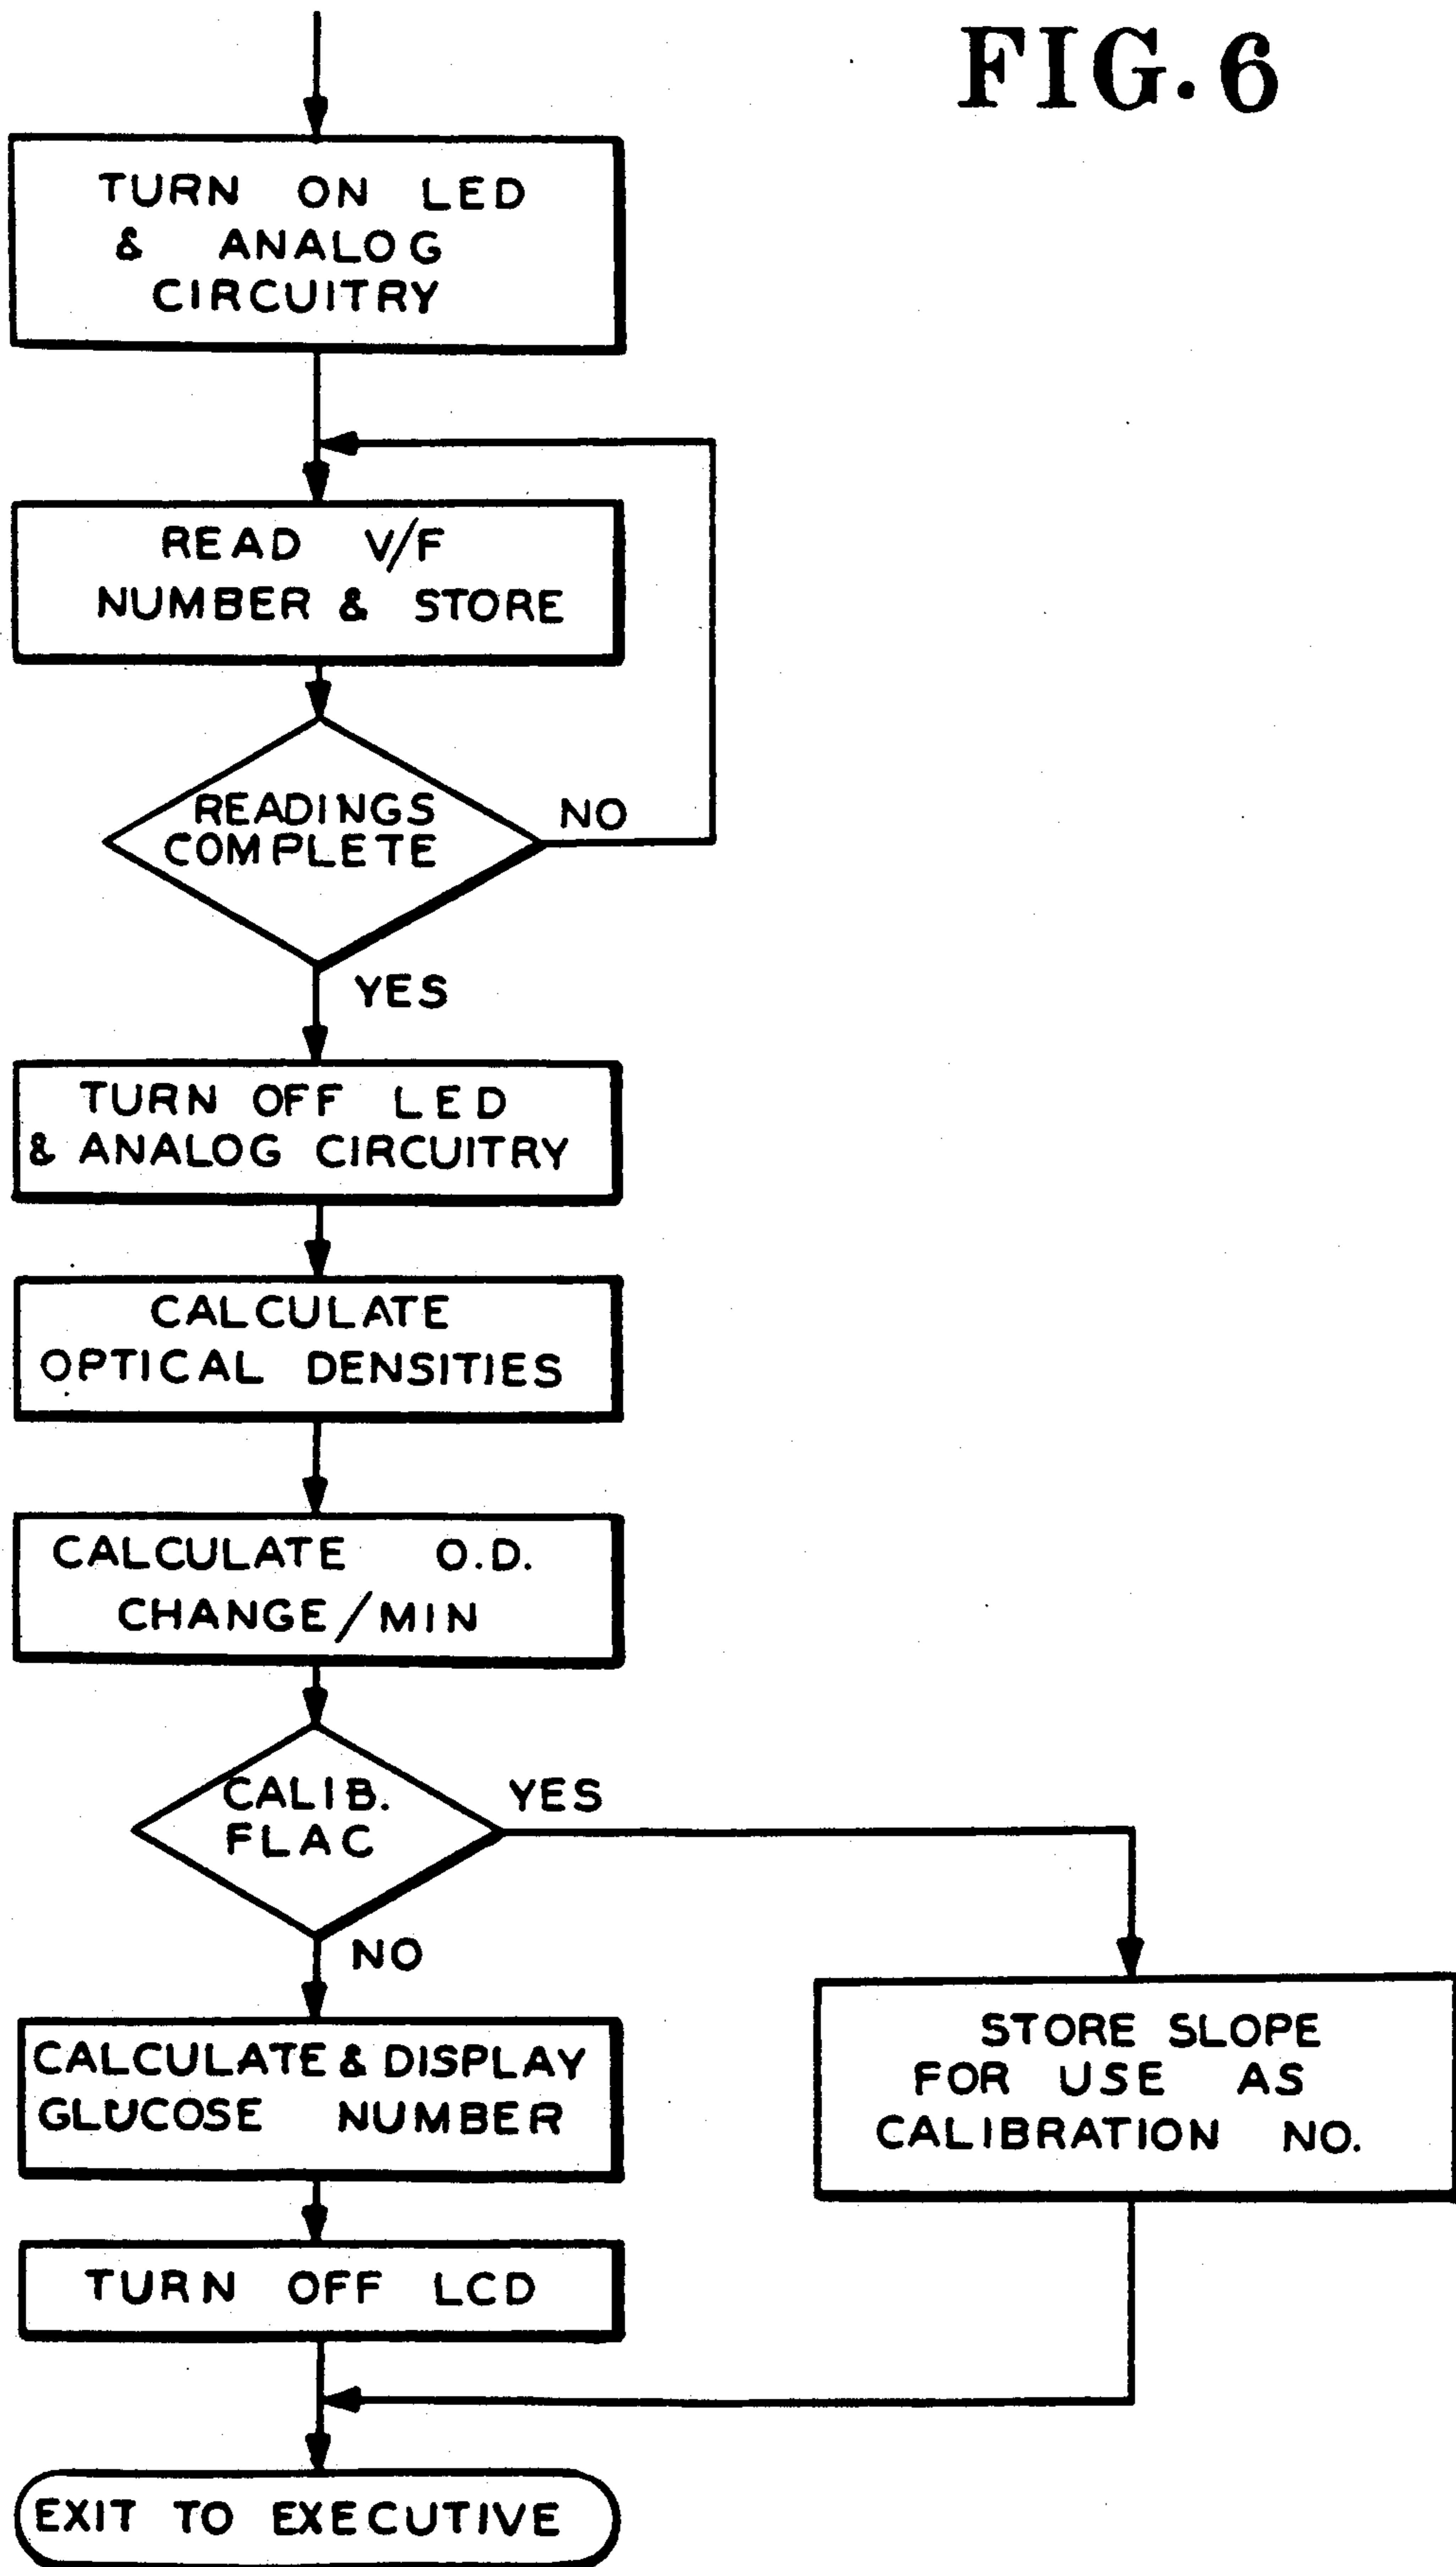 FIG. 6
TURN ON LED
& ANALOG
CIRCUITRY
READ V/F
NUMBER & STORE
READINGS
COMPLETE
NO
YES
TURN OFF LED
& ANALOG CIRCUITRY
CALCULATE
OPTICAL DENSITIES
CALCULATE O.D.
CHANGE/MIN
CALIB.
FLAC
YES
NO
CALCULATE & DISPLAY
GLUCOSE NUMBER
STORE SLOPE
FOR USE AS
CALIBRATION NO.
TURN OFF LCD
EXIT TO EXECUTIVE